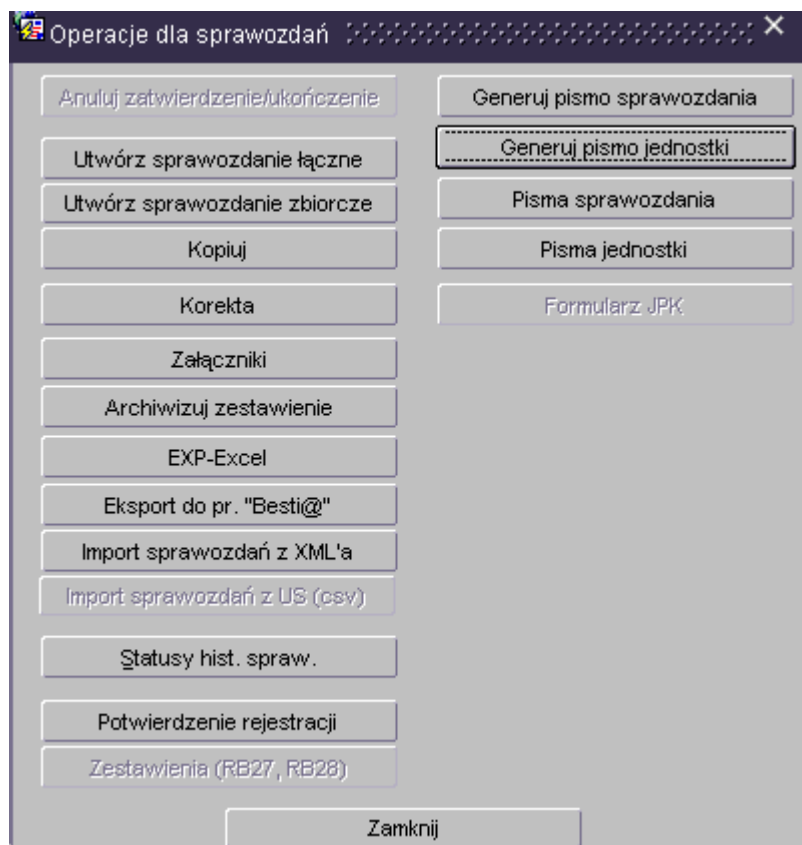 Operacje dla sprawozdań
Anuluj zatwierdzenie/ukończenie
Utwórz sprawozdanie łączne
Utwórz sprawozdanie zbiorcze
Kopiuj
Korekta
Załączniki
Archiwizuj zestawienie
EXP-Excel
Eksport do pr. "Besti@"
Import sprawozdań z XML'a
Import sprawozdań z US (csv)
Statusy hist. spraw.
Potwierdzenie rejestracji
Zestawienia (RB27, RB28)
Generuj pismo sprawozdania
Generuj pismo jednostki
Pisma sprawozdania
Pisma jednostki
Formularz JPK
Zamknij